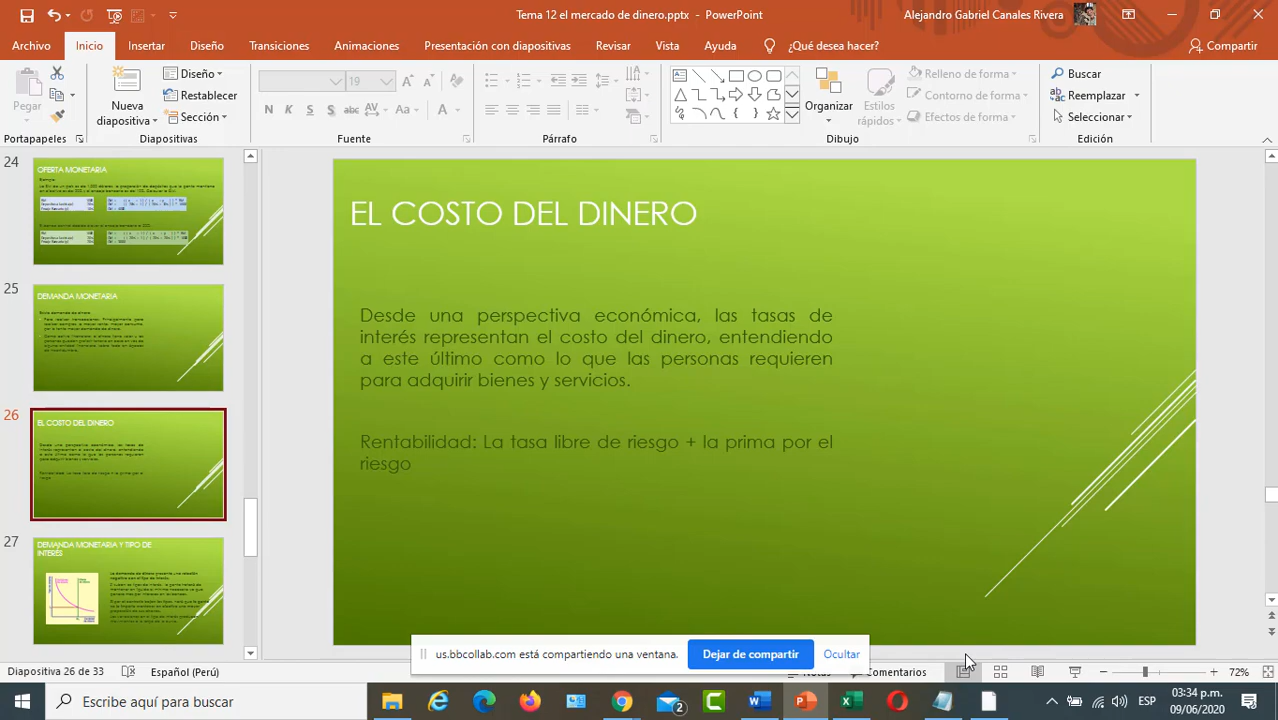 Tema 12 el mercado de dinero.pptx - PowerPoint
Alejandro Gabriel Canales Rivera
Archivo Inicio Insertar Diseño Transiciones Animaciones Presentación con diapositivas Revisar Vista Ayuda ¿Qué desea hacer? Compartir
Pegar
Nueva diapositiva
Diseño
Restablecer
Sección
19
N K S S abc AV Aa A
Organizar
Estilos rápidos
Relleno de forma
Contorno de forma
Efectos de forma
Buscar
Reemplazar
Seleccionar
Portapapeles Diapositivas Fuente Párrafo Dibujo Edición
24
OFERTA MONETARIA
25
DEMANDA MONETARIA
26
EL COSTO DEL DINERO
27
DEMANDA MONETARIA Y TIPO DE INTERÉS
EL COSTO DEL DINERO
Desde una perspectiva económica, las tasas de
interés representan el costo del dinero, entendiendo
a este último como lo que las personas requieren
para adquirir bienes y servicios.
Rentabilidad: La tasa libre de riesgo + la prima por el
riesgo
us.bbcollab.com está compartiendo una ventana. Dejar de compartir Ocultar
Diapositiva 26 de 33 Español (Perú) Notas Comentarios 72%
Escribe aquí para buscar
2
ESP
03:34 p.m.
09/06/2020